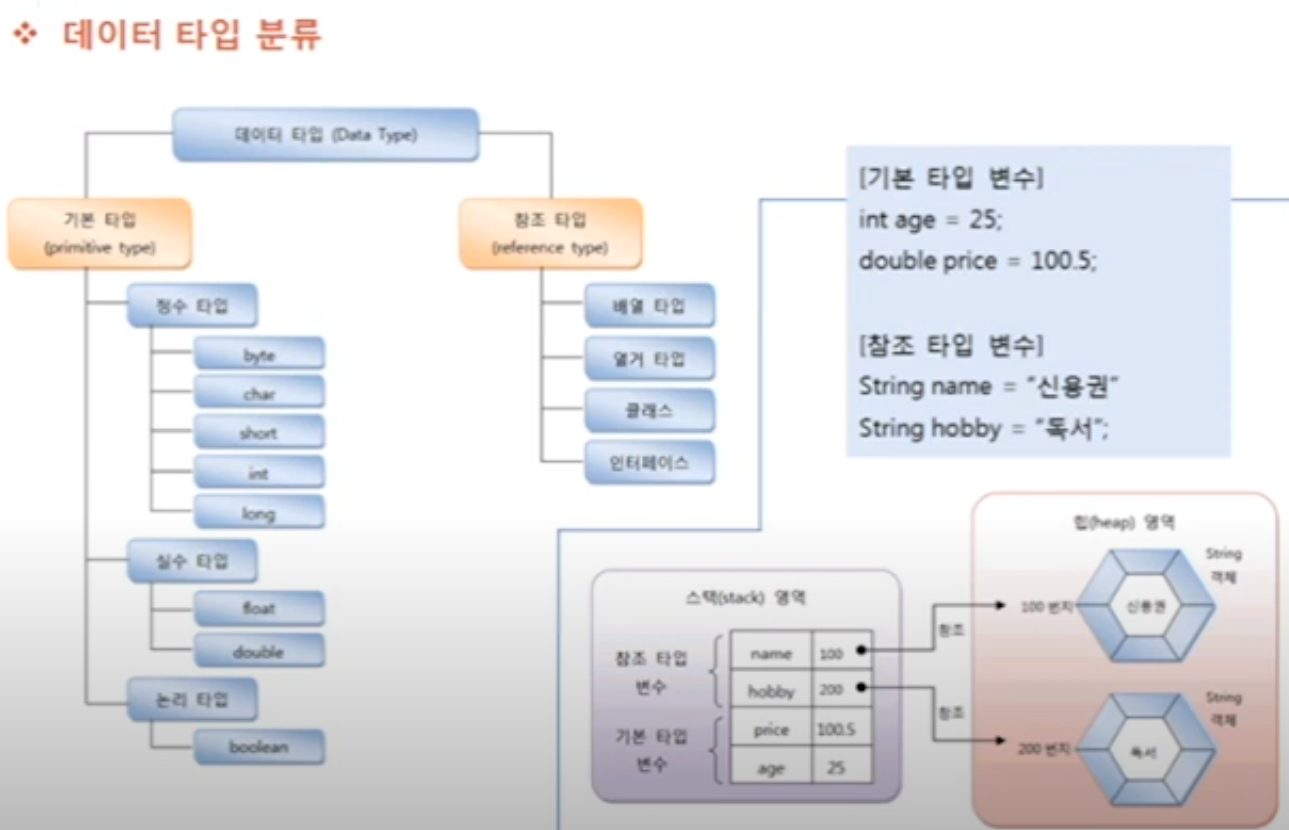 ❖ 데이터 타입 분류
데이터 타입 (Data Type)
기본 타입
(primitive type)
정수 타입
byte
char
short
int
long
실수 타입
float
double
논리 타입
boolean
참조 타입
(reference type)
배열 타입
열거 타입
클래스
인터페이스
[기본 타입 변수]
int age = 25;
double price = 100.5;
[참조 타입 변수]
String name = "신용권"
String hobby = "독서";
스택(stack) 영역
참조 타입
변수
name 100
hobby 200
기본 타입
변수
price 100.5
age 25
참조
참조
힙(heap) 영역
String
객체
100 번지
신용권
String
객체
200 번지
독서